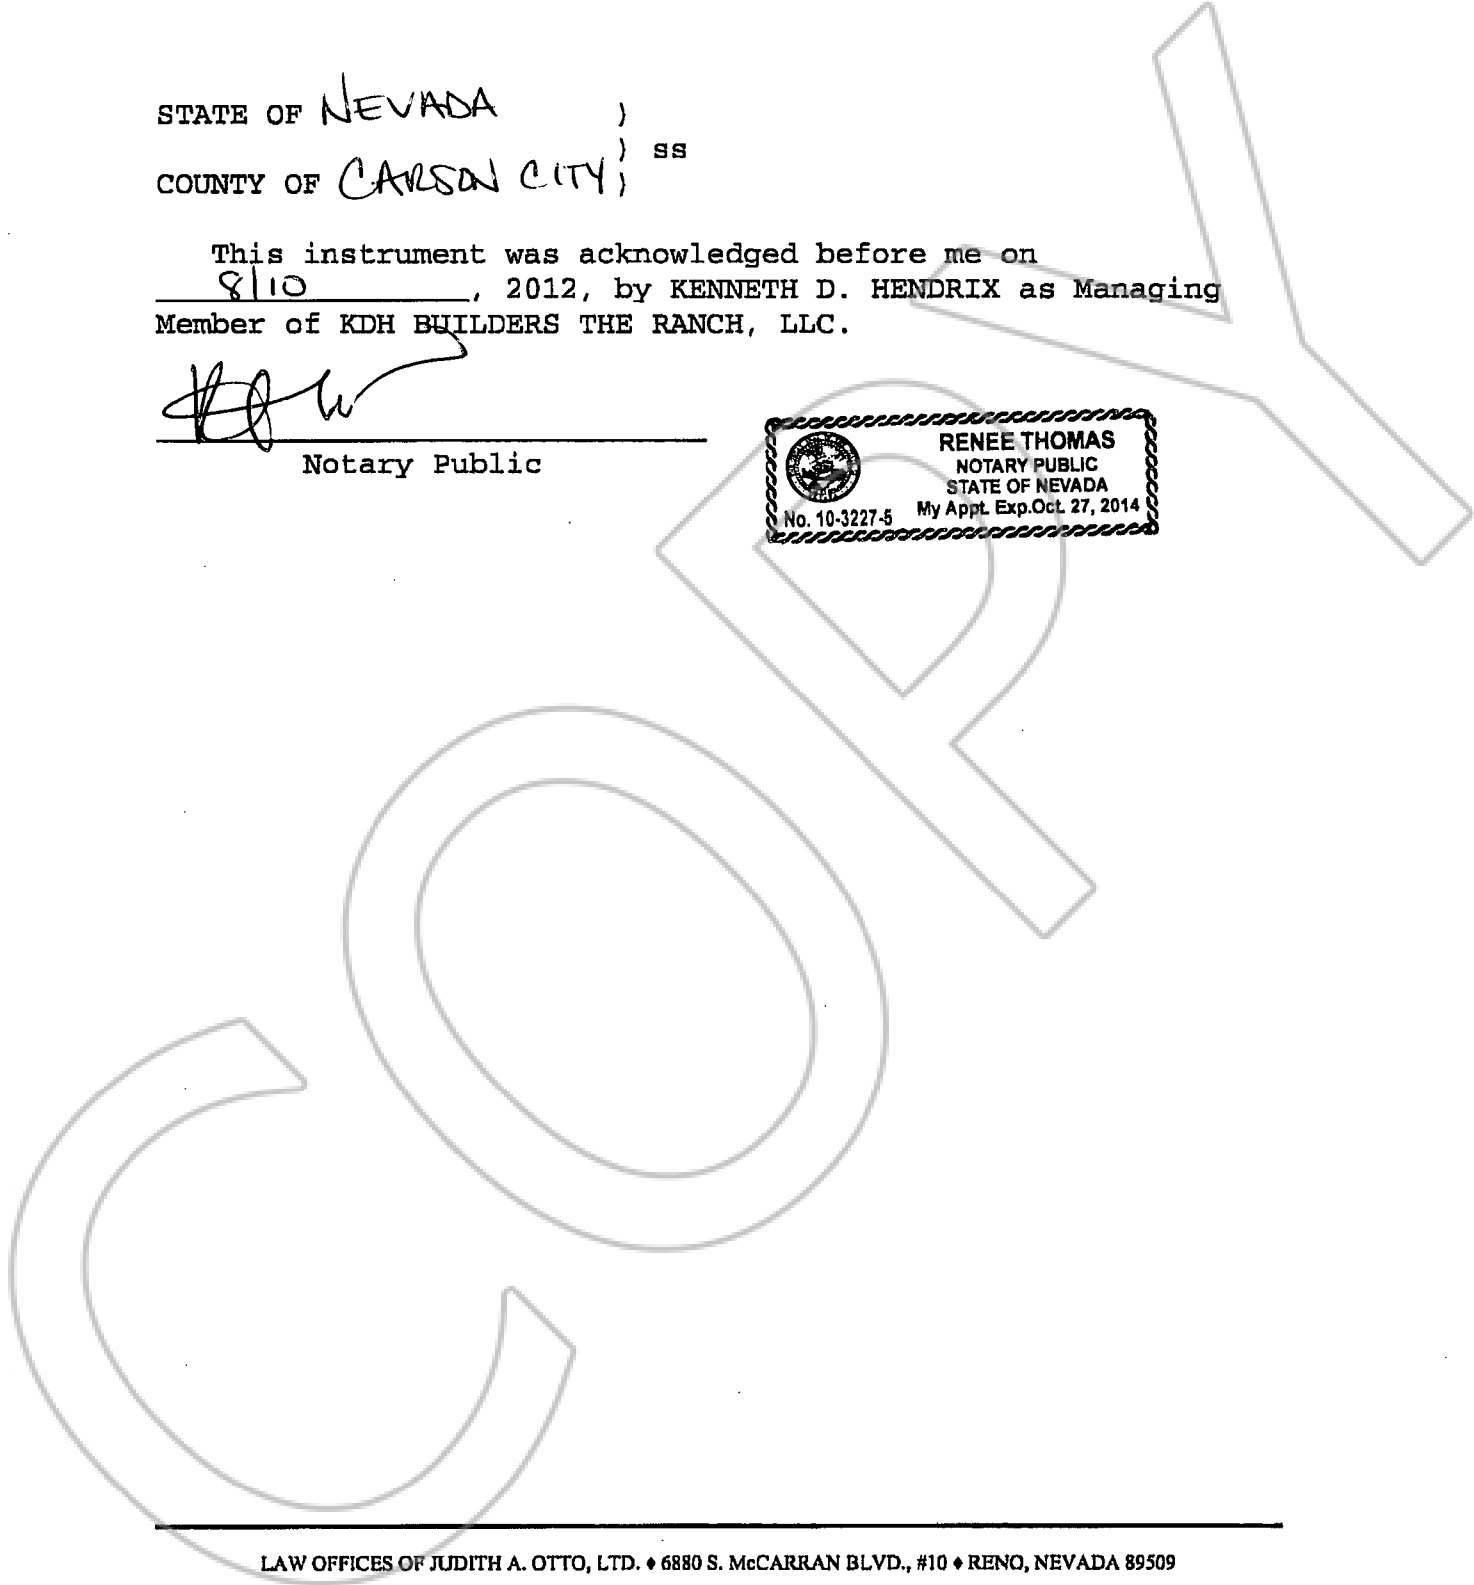 STATE OF NEVADA )
) ss
COUNTY OF CARSON CITY )
This instrument was acknowledged before me on
8/10, 2012, by KENNETH D. HENDRIX as Managing
Member of KDH BUILDERS THE RANCH, LLC.
Notary Public
RENEE THOMAS
NOTARY PUBLIC
STATE OF NEVADA
No. 10-3227-5 My Appt. Exp. Oct. 27, 2014
COPY
LAW OFFICES OF JUDITH A. OTTO, LTD. ♦ 6880 S. McCARRAN BLVD., #10 ♦ RENO, NEVADA 89509